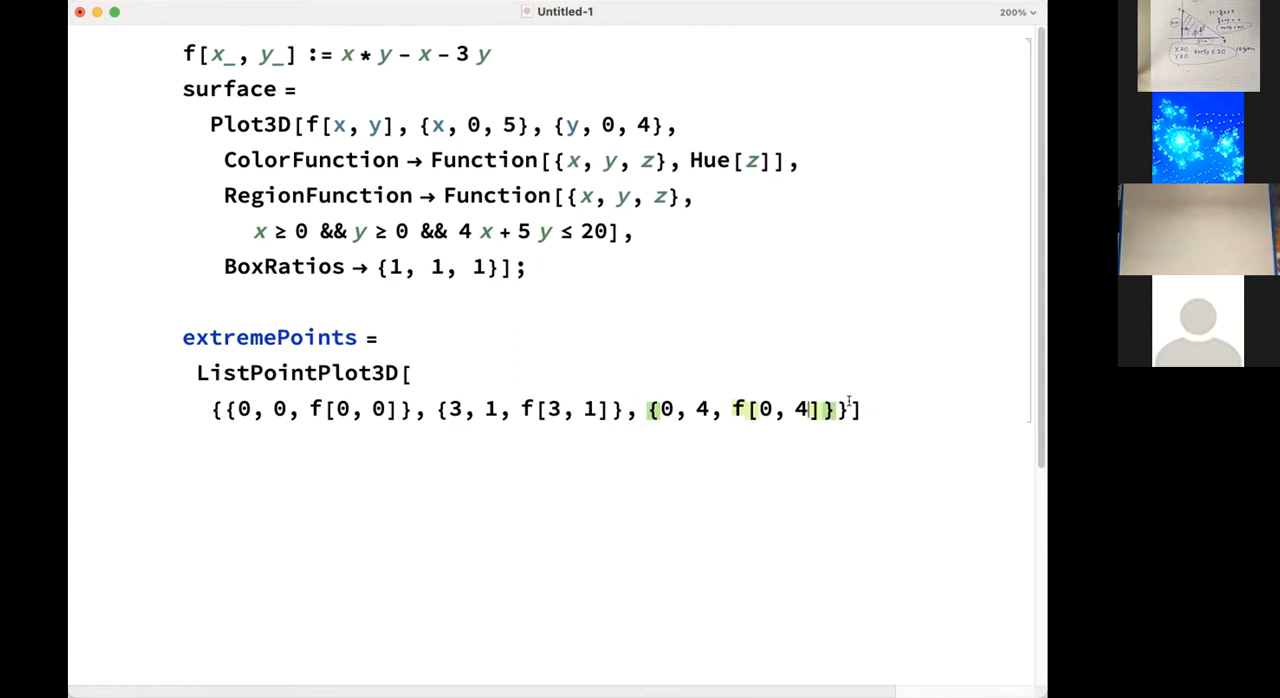 Untitled-1
200%
f[x_, y_] := x * y - x - 3 y
surface =
Plot3D[f[x, y], {x, 0, 5}, {y, 0, 4},
ColorFunction → Function[{x, y, z}, Hue[z]],
RegionFunction → Function[{x, y, z},
x ≥ 0 && y ≥ 0 && 4 x + 5 y ≤ 20],
BoxRatios → {1, 1, 1}];
extremePoints =
ListPointPlot3D[
{{0, 0, f[0, 0]}, {3, 1, f[3, 1]}, {0, 4, f[0, 4]}}]